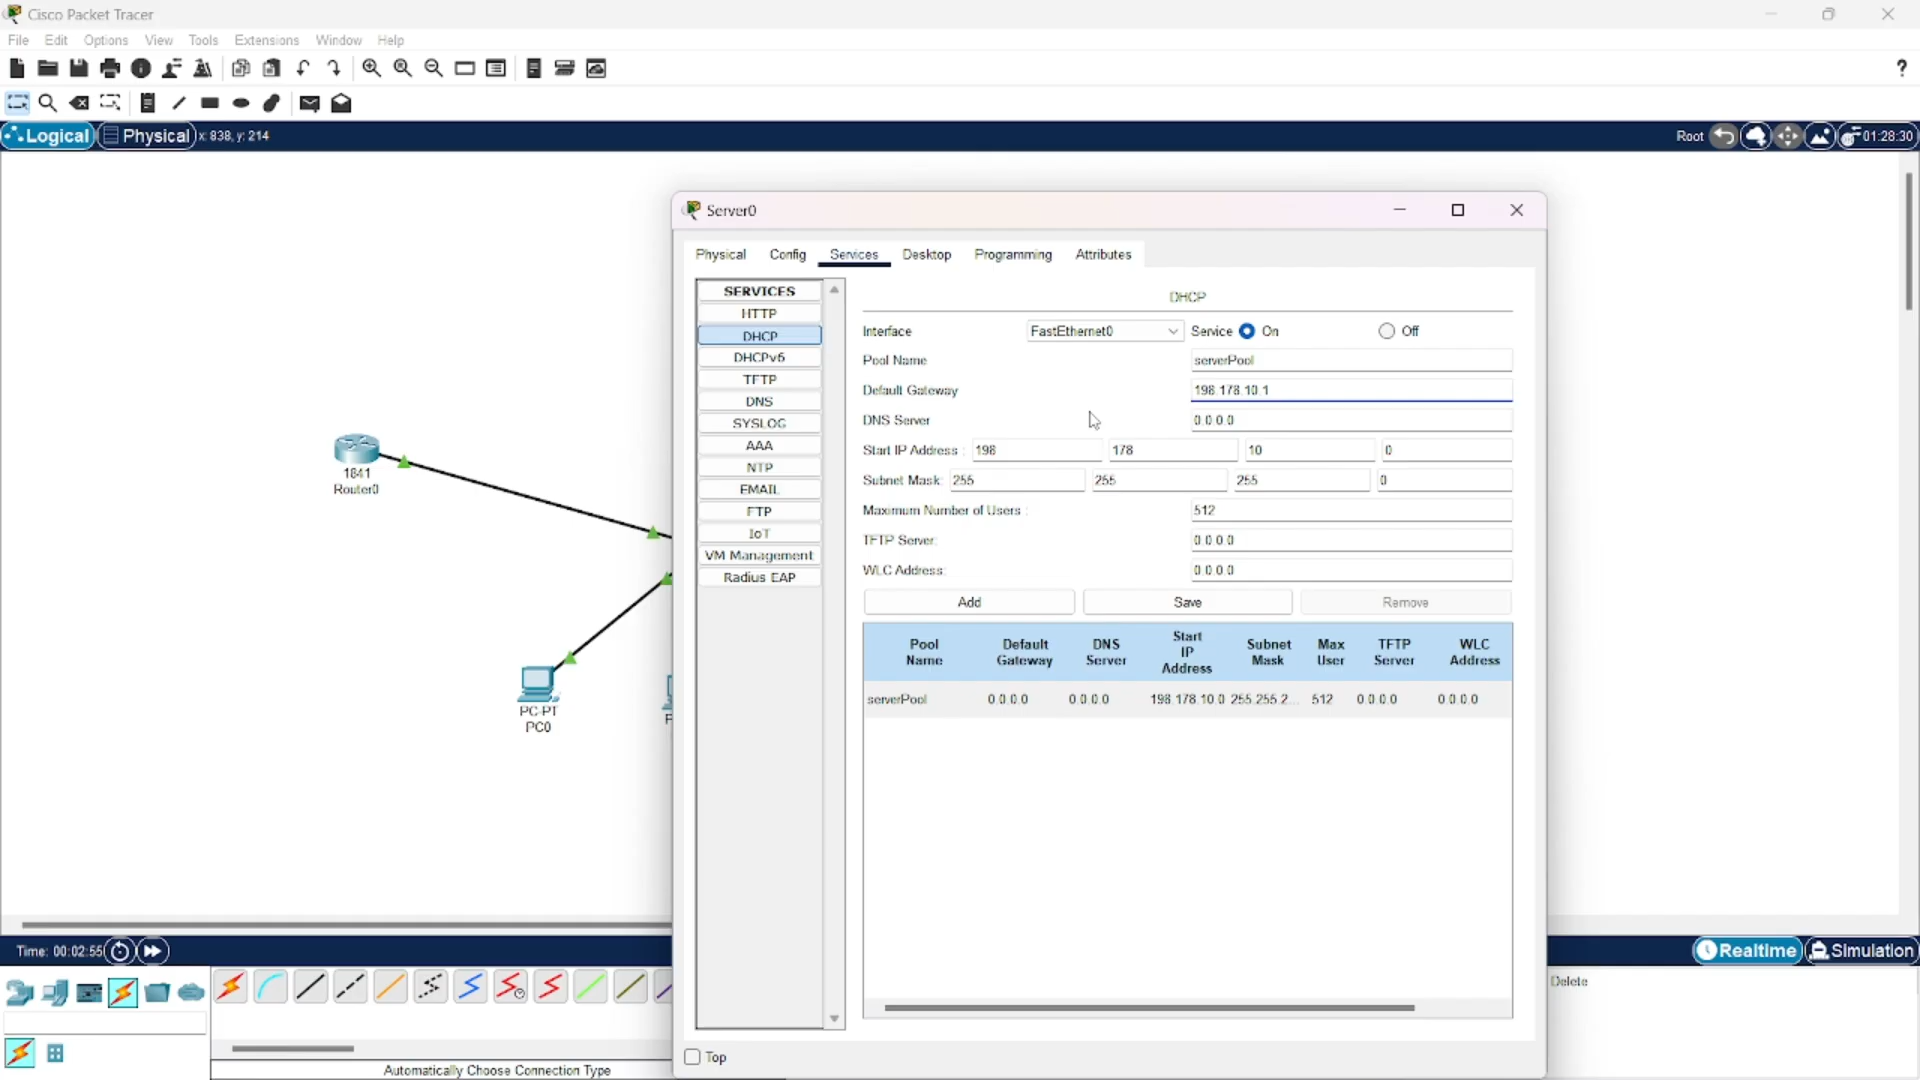 Cisco Packet Tracer
File Edit Options View Tools Extensions Window Help
?
Logical Physical x: 838, y: 214 Root 01:28:30
Server0
Physical Config Services Desktop Programming Attributes
SERVICES
HTTP
DHCP
DHCPv6
TFTP
DNS
SYSLOG
AAA
NTP
EMAIL
FTP
IoT
VM Management
Radius EAP
DHCP
Interface FastEthernet0 Service On Off
Pool Name serverPool
Default Gateway 198.178.10.1
DNS Server 0.0.0.0
Start IP Address : 198 178 10 0
Subnet Mask: 255 255 255 0
Maximum Number of Users : 512
TFTP Server: 0.0.0.0
WLC Address: 0.0.0.0
Add Save Remove
Pool Name Default Gateway DNS Server Start IP Address Subnet Mask Max User TFTP Server WLC Address
serverPool 0.0.0.0 0.0.0.0 198.178.10.0 255.255.2... 512 0.0.0.0 0.0.0.0
Top
1841
Router0
PC-PT
PC0
Time: 00:02:55 Realtime Simulation
Delete
Automatically Choose Connection Type